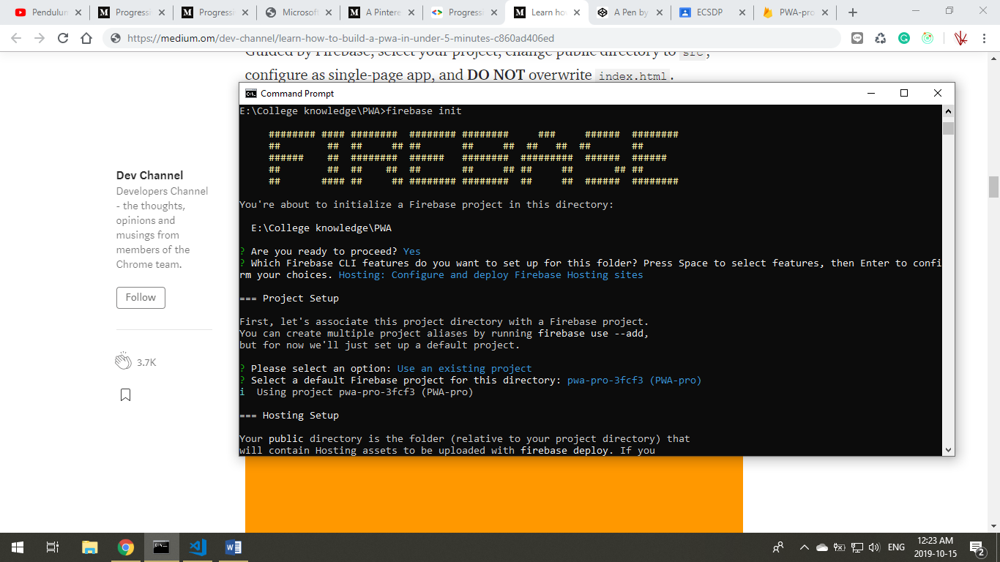 Pendulun
Progressi
Progressi
Microsoft
A Pintere
Progressi
Learn ho
A Pen by
ECSDP
PWA-pro
https://medium.om/dev-channel/learn-how-to-build-a-pwa-in-under-5-minutes-c860ad406ed
Guided by Firebase, select your project, change public directory to src,
configure as single-page app, and DO NOT overwrite index.html.
Dev Channel
Developers Channel
- the thoughts,
opinions and
musings from
members of the
Chrome team.
Follow
3.7K
Command Prompt
E:\College knowledge\PWA>firebase init
FIREBASE
You're about to initialize a Firebase project in this directory:
E:\College knowledge\PWA
? Are you ready to proceed? Yes
? Which Firebase CLI features do you want to set up for this folder? Press Space to select features, then Enter to confi
rm your choices. Hosting: Configure and deploy Firebase Hosting sites
=== Project Setup
First, let's associate this project directory with a Firebase project.
You can create multiple project aliases by running firebase use --add,
but for now we'll just set up a default project.
? Please select an option: Use an existing project
? Select a default Firebase project for this directory: pwa-pro-3fcf3 (PWA-pro)
i  Using project pwa-pro-3fcf3 (PWA-pro)
=== Hosting Setup
Your public directory is the folder (relative to your project directory) that
will contain Hosting assets to be uploaded with firebase deploy. If you
ENG
12:23 AM
2019-10-15
2